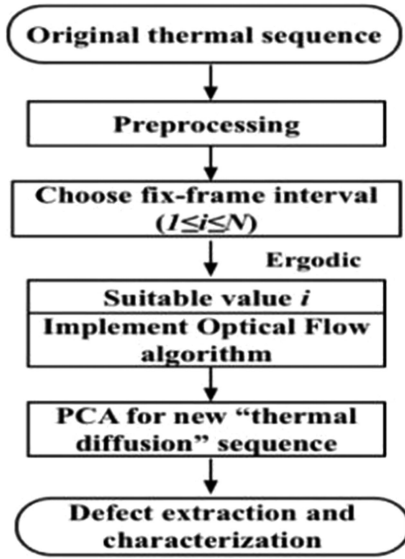 Original thermal sequence
Preprocessing
Choose fix-frame interval
(1≤i≤N)
Ergodic
Suitable value i
Implement Optical Flow
algorithm
PCA for new “thermal
diffusion” sequence
Defect extraction and
characterization